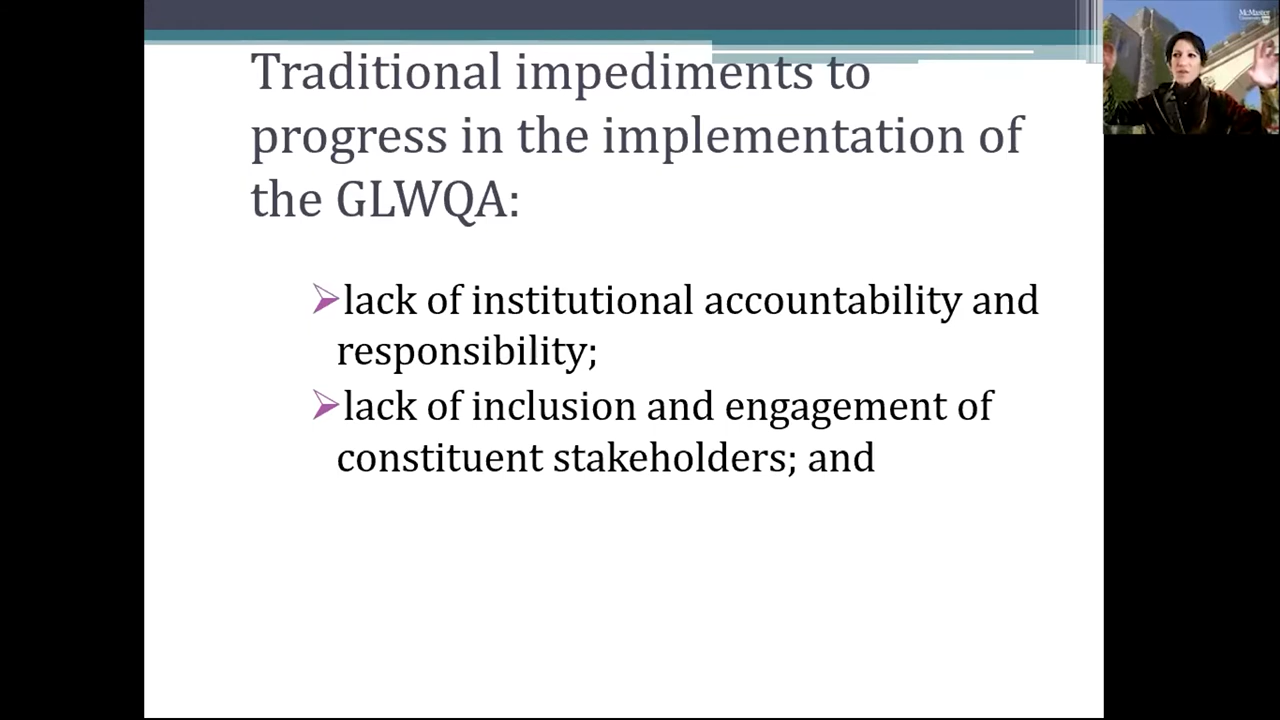 McMaster
Traditional impediments to
progress in the implementation of
the GLWQA:
lack of institutional accountability and
responsibility;
lack of inclusion and engagement of
constituent stakeholders; and